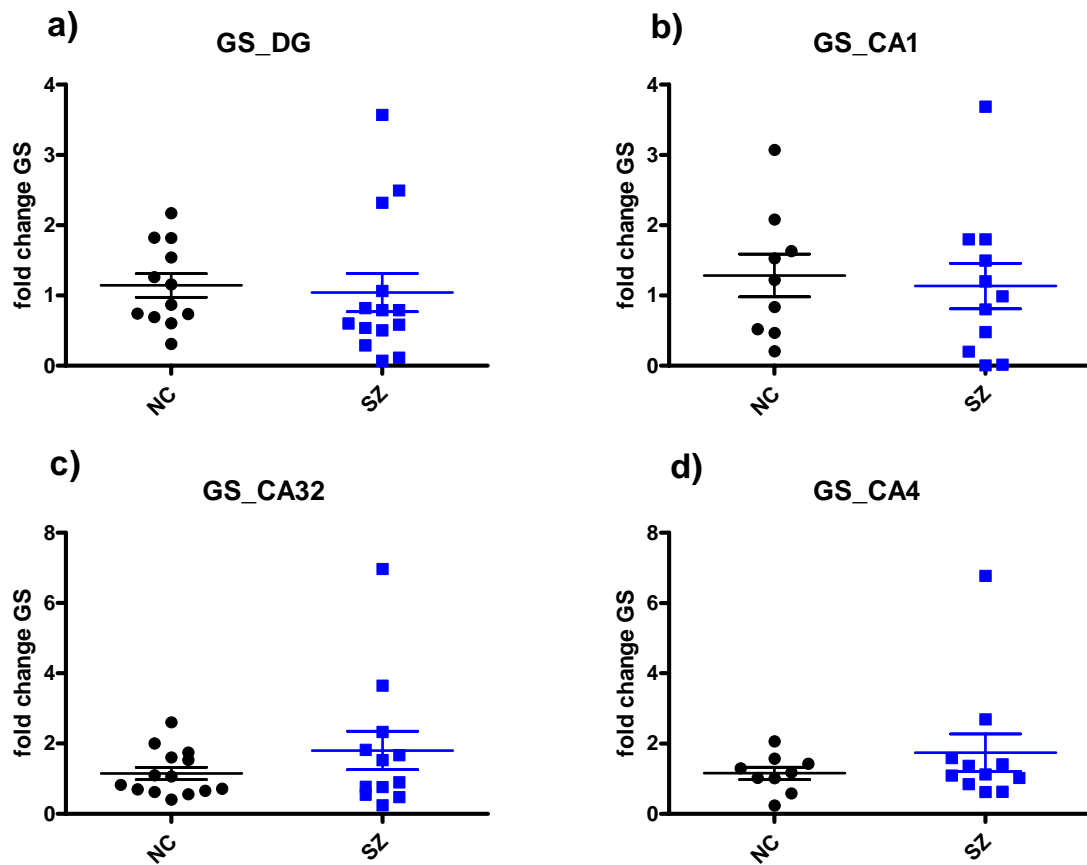 a)
GS_DG
fold change GS
4
3
2
1
0
NC
SZ
b)
GS_CA1
fold change GS
4
3
2
1
0
NC
SZ
c)
GS_CA32
fold change GS
8
6
4
2
0
NC
SZ
d)
GS_CA4
fold change GS
8
6
4
2
0
NC
SZ